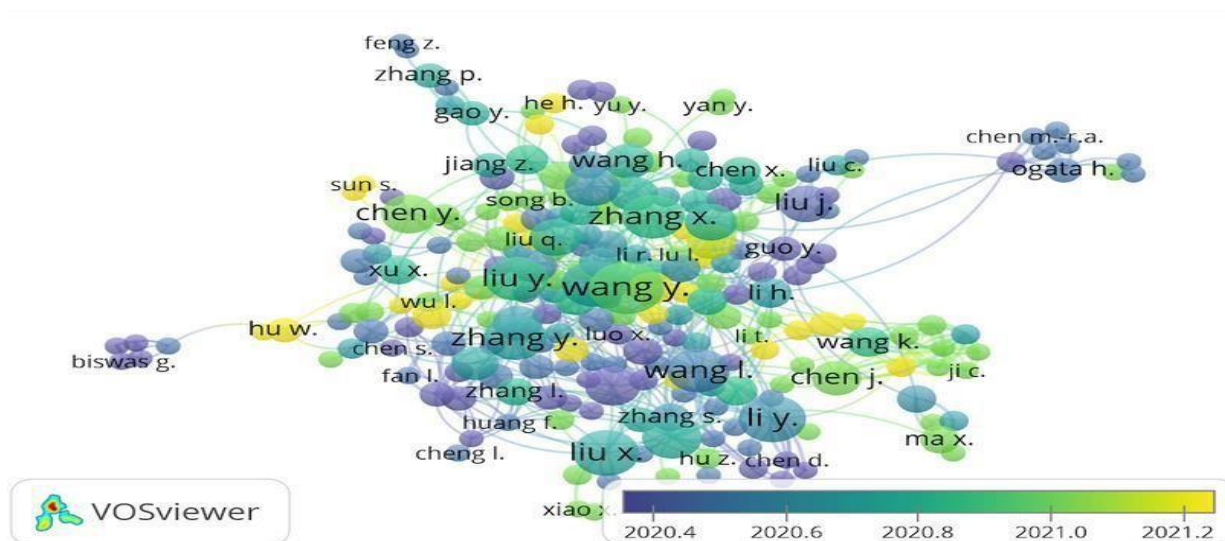 feng z.
zhang p.
gao y.
he h.
yu y.
yan y.
chen m.-r.a.
jiang z.
wang h.
chen x.
liu c.
ogata h.
sun s.
song b.
liu j.
chen y.
zhang x.
liu q.
li r.
lu l.
guo y.
xu x.
liu y.
wang y.
li h.
wu l.
hu w.
zhang y.
luo x.
li t.
wang k.
biswas g.
chen s.
fan l.
wang l.
chen j.
ji c.
zhang l.
huang f.
zhang s.
li y.
ma x.
cheng l.
liu x.
hu z.
chen d.
xiao x.
VOSviewer
2020.4 2020.6 2020.8 2021.0 2021.2